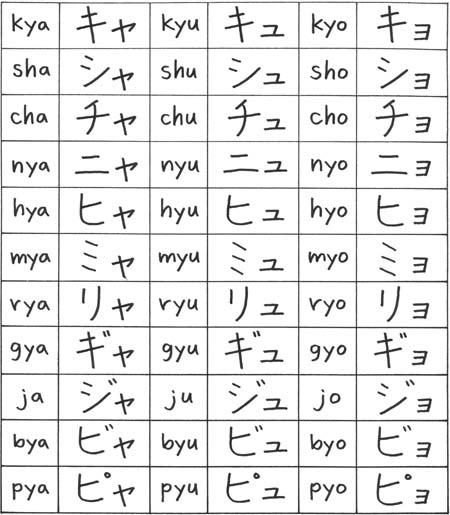 kya キャ kyu キュ kyo キョ
sha シャ shu シュ sho ショ
cha チャ chu チュ cho チョ
nya ニャ nyu ニュ nyo ニョ
hya ヒャ hyu ヒュ hyo ヒョ
mya ミャ myu ミュ myo ミョ
rya リャ ryu リュ ryo リョ
gya ギャ gyu ギュ gyo ギョ
ja ジャ ju ジュ jo ジョ
bya ビャ byu ビュ byo ビョ
pya ピャ pyu ピュ pyo ピョ